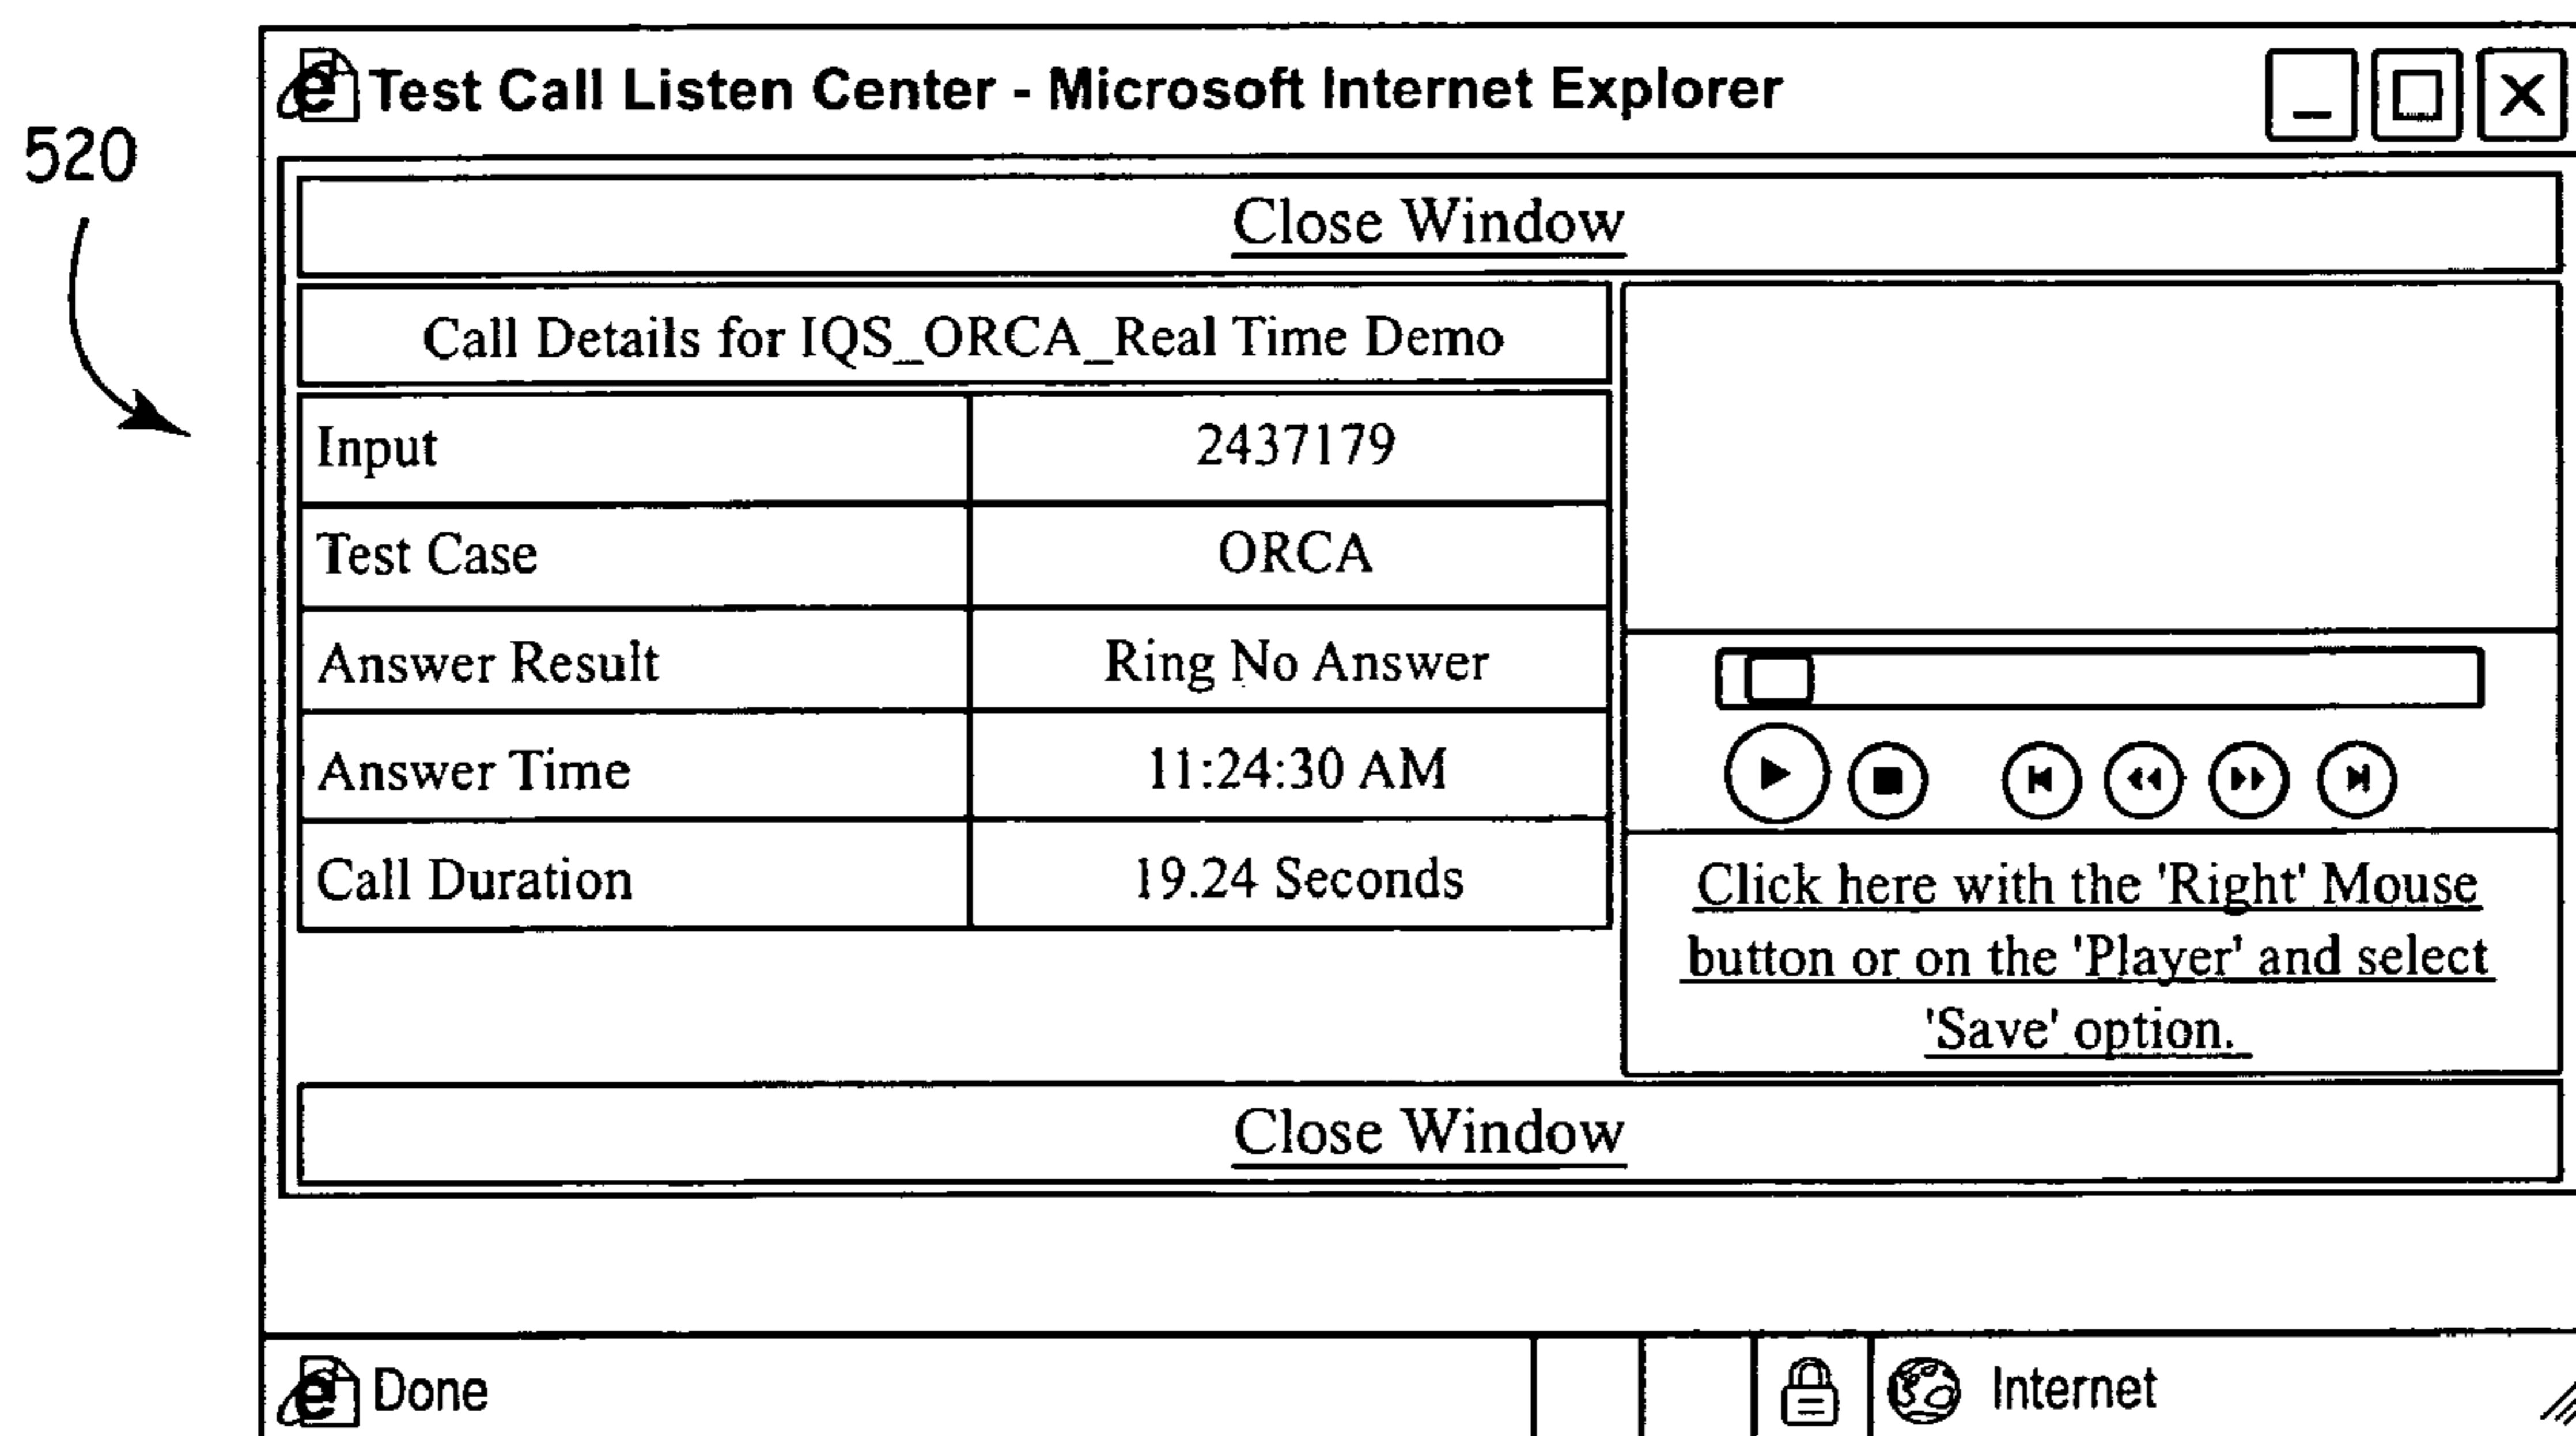 520
Test Call Listen Center - Microsoft Internet Explorer
Close Window
Call Details for IQS_ORCA_Real Time Demo
Input 2437179
Test Case ORCA
Answer Result Ring No Answer
Answer Time 11:24:30 AM
Call Duration 19.24 Seconds
Click here with the 'Right' Mouse
button or on the 'Player' and select
'Save' option.
Close Window
Done Internet